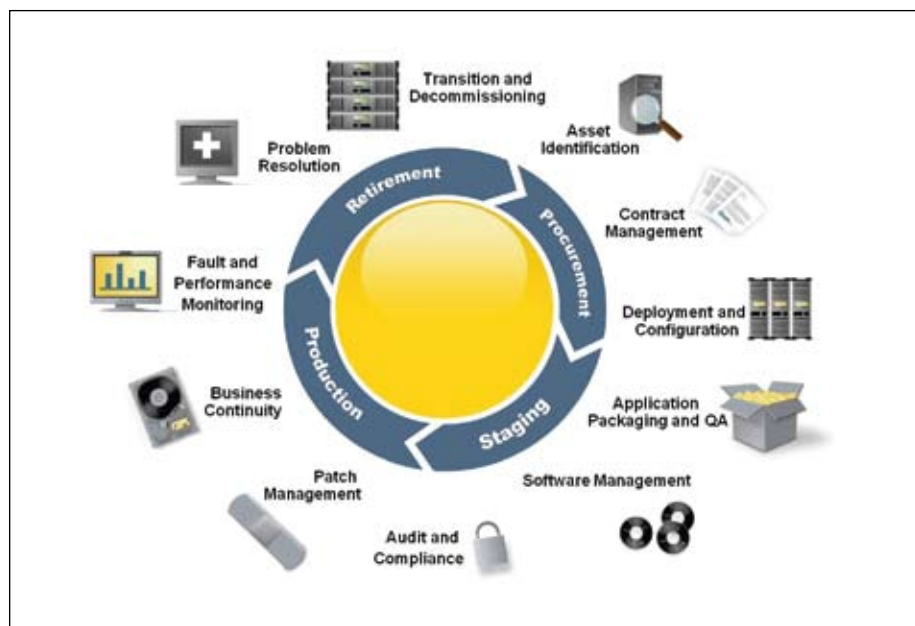 Transition and
Decommissioning
Asset
Identification
Contract
Management
Deployment and
Configuration
Application
Packaging and QA
Software Management
Audit and
Compliance
Patch
Management
Business
Continuity
Fault and
Performance
Monitoring
Problem
Resolution
Retirement
Procurement
Staging
Production